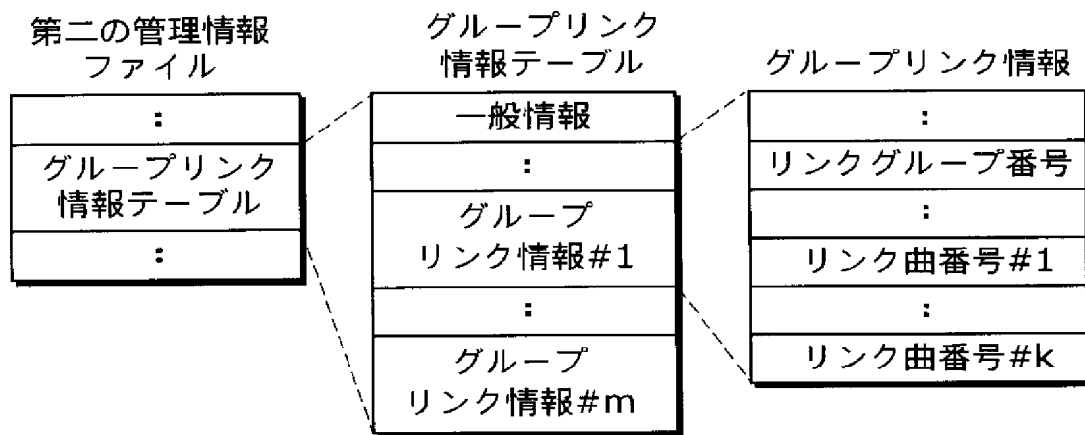 第二の管理情報
ファイル
:
グループリンク
情報テーブル
:
グループリンク
情報テーブル
一般情報
:
グループ
リンク情報#1
:
グループ
リンク情報#m
グループリンク情報
:
リンクグループ番号
:
リンク曲番号#1
:
リンク曲番号#k